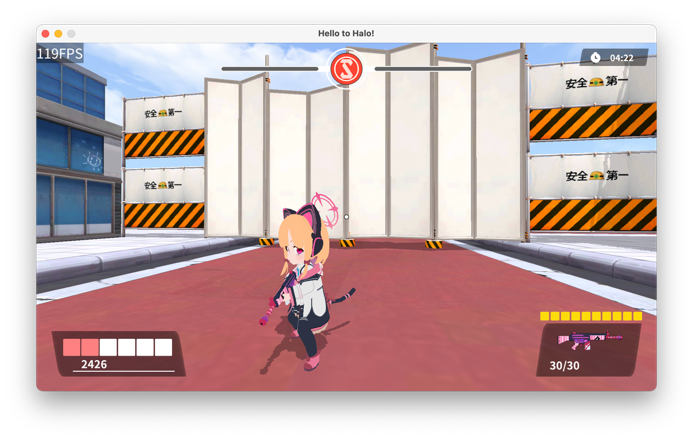 Hello to Halo!
119FPS
04:22
安全 第一
安全 第一
安全 第一
安全 第一
S
2426
30/30